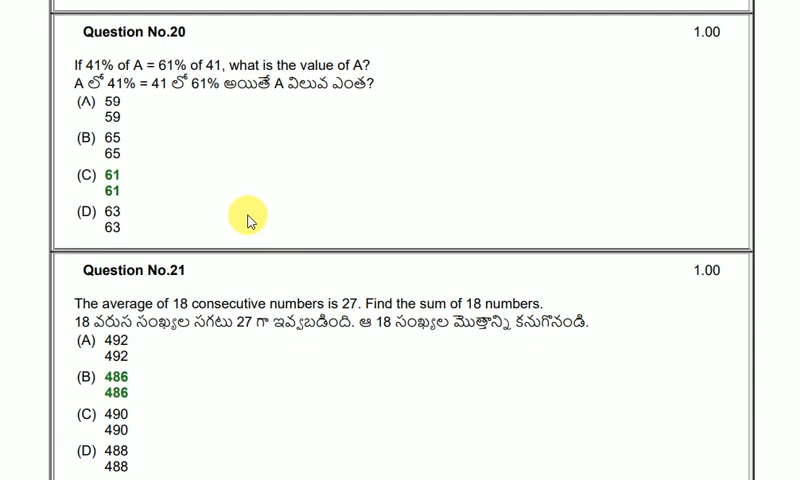 Question No.20 1.00
If 41% of A = 61% of 41, what is the value of A?
A లో 41% = 41 లో 61% అయితే A విలువ ఎంత?
(A) 59
59
(B) 65
65
(C) 61
61
(D) 63
63
Question No.21 1.00
The average of 18 consecutive numbers is 27. Find the sum of 18 numbers.
18 వరుస సంఖ్యల సగటు 27 గా ఇవ్వబడింది. ఆ 18 సంఖ్యల మొత్తాన్ని కనుగొనండి.
(A) 492
492
(B) 486
486
(C) 490
490
(D) 488
488